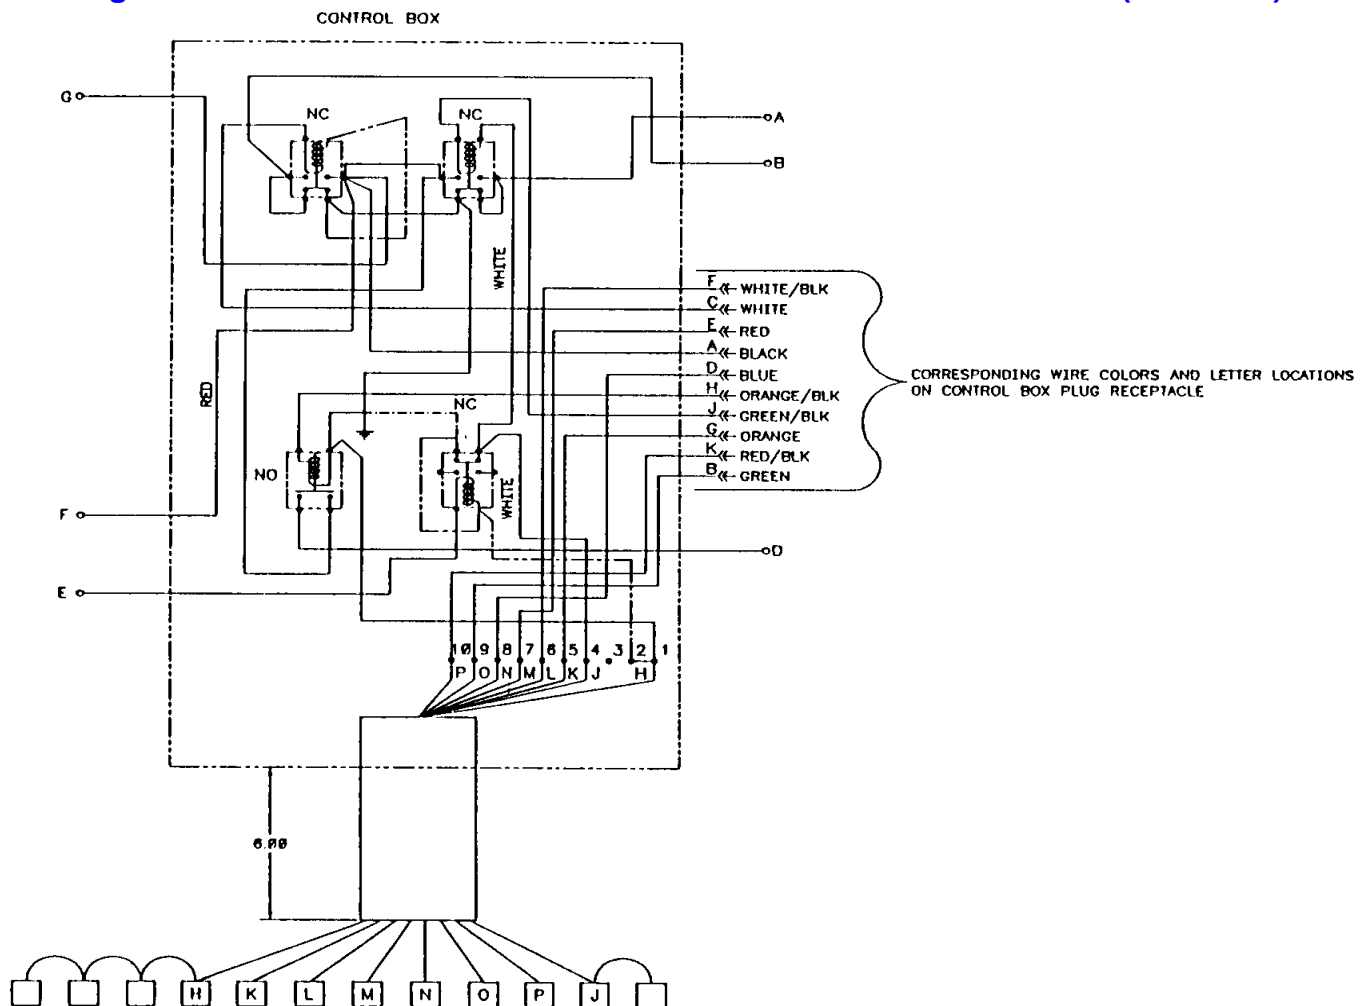 CONTROL BOX
G
NC
NC
A
B
WHITE
F WHITE/BLK
C WHITE
E RED
A BLACK
D BLUE
H ORANGE/BLK
J GREEN/BLK
G ORANGE
K RED/BLK
B GREEN
CORRESPONDING WIRE COLORS AND LETTER LOCATIONS
ON CONTROL BOX PLUG RECEPTACLE
RED
NC
NO
WHITE
F
D
E
10 9 8 7 6 5 4 3 2 1
P O N M L K J H
6.00
H K L M N O P J